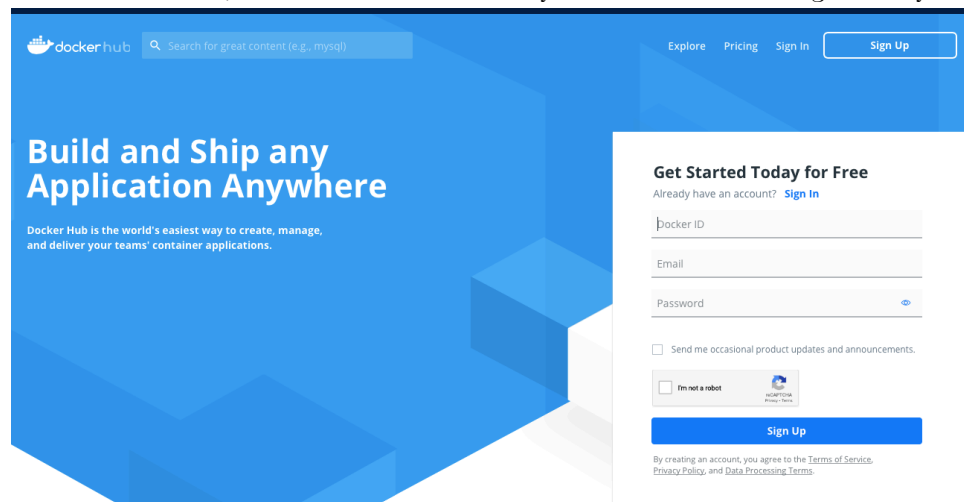 dockerhub
Search for great content (e.g., mysql)
Explore Pricing Sign In Sign Up
Build and Ship any
Application Anywhere
Docker Hub is the world's easiest way to create, manage,
and deliver your teams' container applications.
Get Started Today for Free
Already have an account? Sign In
Docker ID
Email
Password
Send me occasional product updates and announcements.
I'm not a robot
reCAPTCHA
Privacy - Terms
Sign Up
By creating an account, you agree to the Terms of Service,
Privacy Policy, and Data Processing Terms.